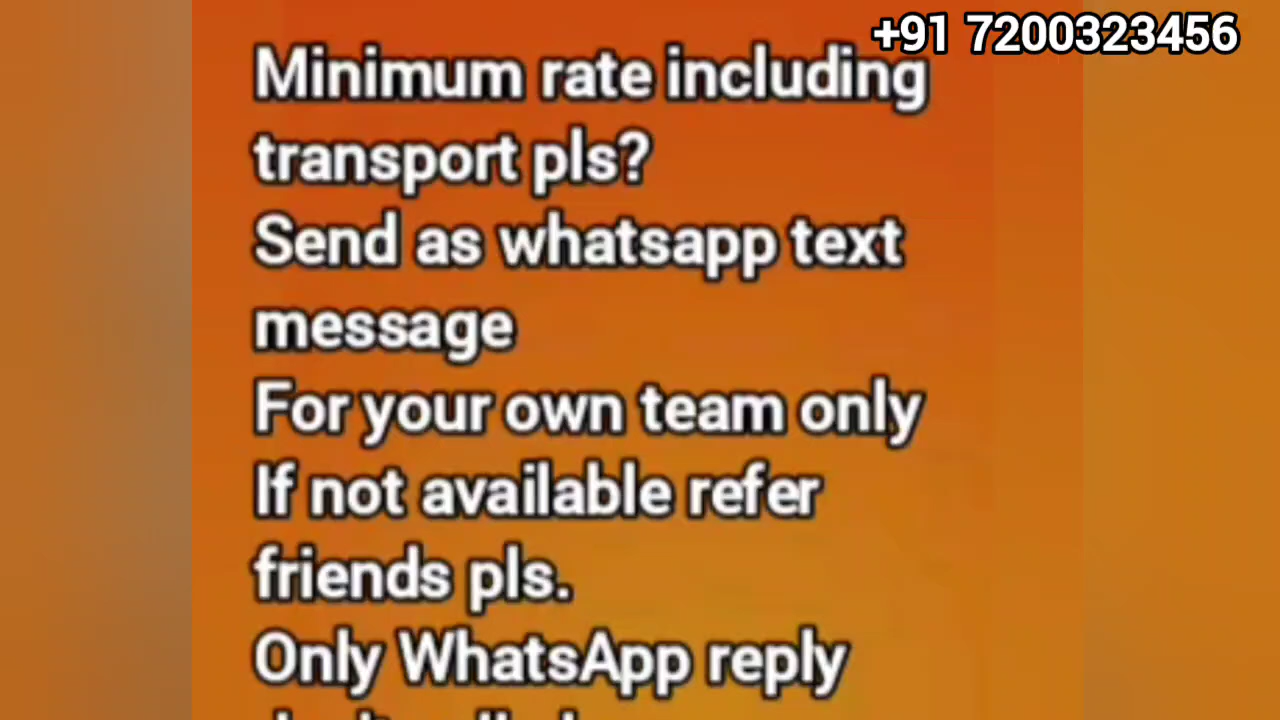 +91 7200323456
Minimum rate including
transport pls?
Send as whatsapp text
message
For your own team only
If not available refer
friends pls.
Only WhatsApp reply